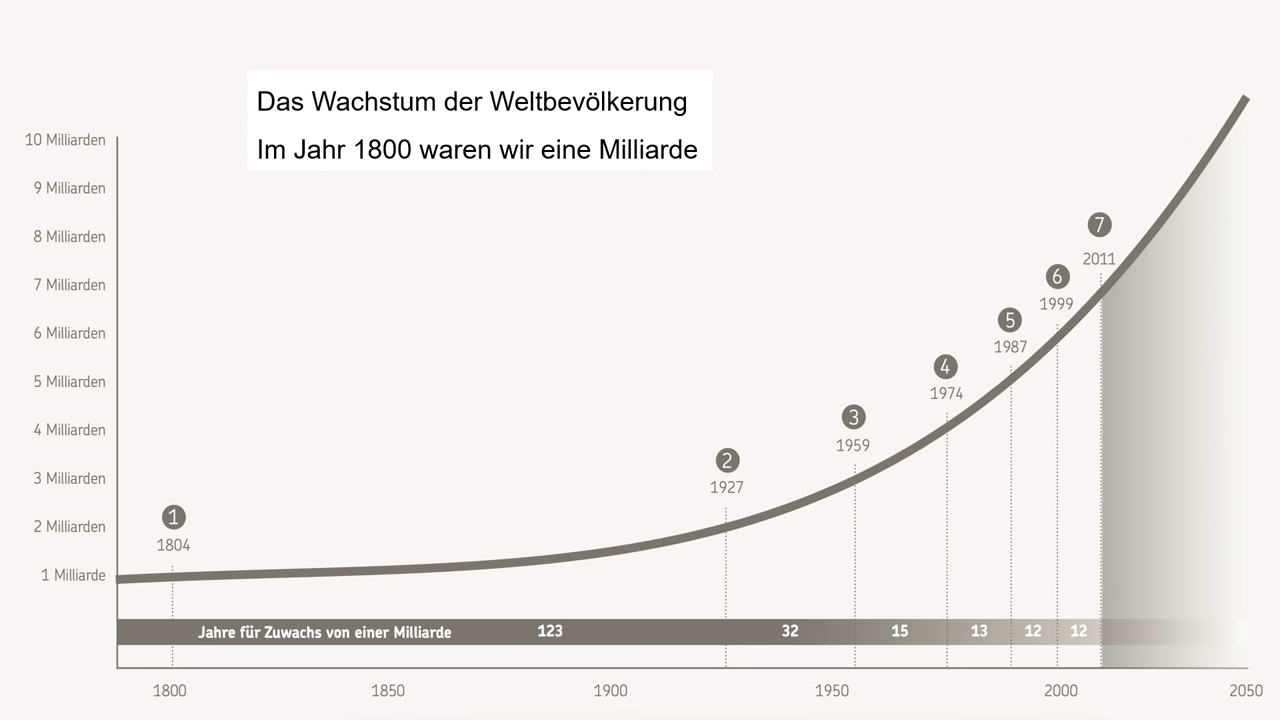 Das Wachstum der Weltbevölkerung
Im Jahr 1800 waren wir eine Milliarde
10 Milliarden
9 Milliarden
8 Milliarden
7 Milliarden
6 Milliarden
5 Milliarden
4 Milliarden
3 Milliarden
2 Milliarden
1 Milliarde
1
1804
2
1927
3
1959
4
1974
5
1987
6
1999
7
2011
Jahre für Zuwachs von einer Milliarde 123 32 15 13 12 12
1800 1850 1900 1950 2000 2050